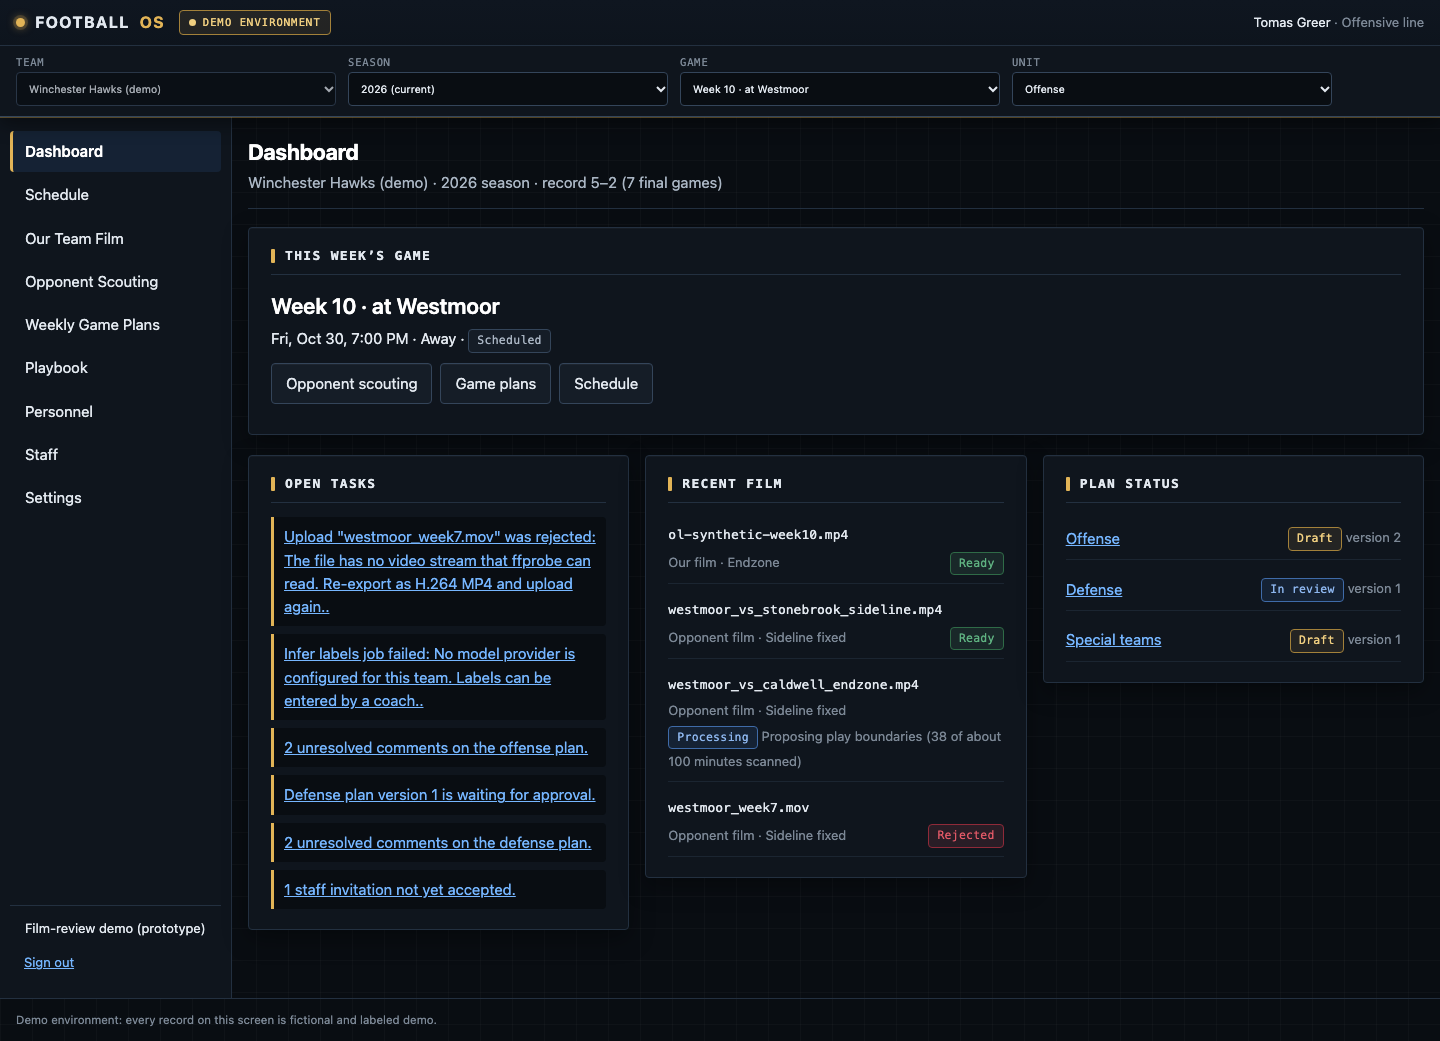 FOOTBALL OS
DEMO ENVIRONMENT
Tomas Greer · Offensive line
TEAM
Winchester Hawks (demo)
SEASON
2026 (current)
GAME
Week 10 · at Westmoor
UNIT
Offense
Dashboard
Schedule
Our Team Film
Opponent Scouting
Weekly Game Plans
Playbook
Personnel
Staff
Settings
Film-review demo (prototype)
Sign out
Dashboard
Winchester Hawks (demo) · 2026 season · record 5–2 (7 final games)
THIS WEEK’S GAME
Week 10 · at Westmoor
Fri, Oct 30, 7:00 PM · Away · Scheduled
Opponent scouting
Game plans
Schedule
OPEN TASKS
Upload "westmoor_week7.mov" was rejected:
The file has no video stream that ffprobe can
read. Re-export as H.264 MP4 and upload
again..
Infer labels job failed: No model provider is
configured for this team. Labels can be
entered by a coach..
2 unresolved comments on the offense plan.
Defense plan version 1 is waiting for approval.
2 unresolved comments on the defense plan.
1 staff invitation not yet accepted.
RECENT FILM
ol-synthetic-week10.mp4
Our film · Endzone
Ready
westmoor_vs_stonebrook_sideline.mp4
Opponent film · Sideline fixed
Ready
westmoor_vs_caldwell_endzone.mp4
Opponent film · Sideline fixed
Processing Proposing play boundaries (38 of about
100 minutes scanned)
westmoor_week7.mov
Opponent film · Sideline fixed
Rejected
PLAN STATUS
Offense
Draft version 2
Defense
In review version 1
Special teams
Draft version 1
Demo environment: every record on this screen is fictional and labeled demo.